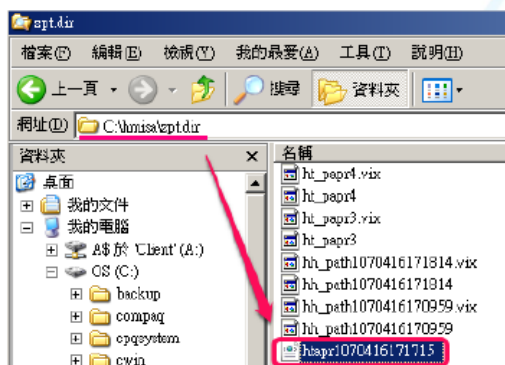 zpt.dir
檔案(F) 編輯(E) 檢視(V) 我的最愛(A) 工具(T) 說明(H)
上一頁 搜尋 資料夾
網址(D) C:\hmisa\zpt.dir
資料夾
桌面
我的文件
我的電腦
A$ 於 'Client' (A:)
OS (C:)
backup
compaq
cpqsystem
cwin
名稱
ht_papr4.vix
ht_papr4
ht_papr3.vix
ht_papr3
hh_path1070416171814.vix
hh_path1070416171814
hh_path1070416170959.vix
hh_path1070416170959
htapr1070416171715